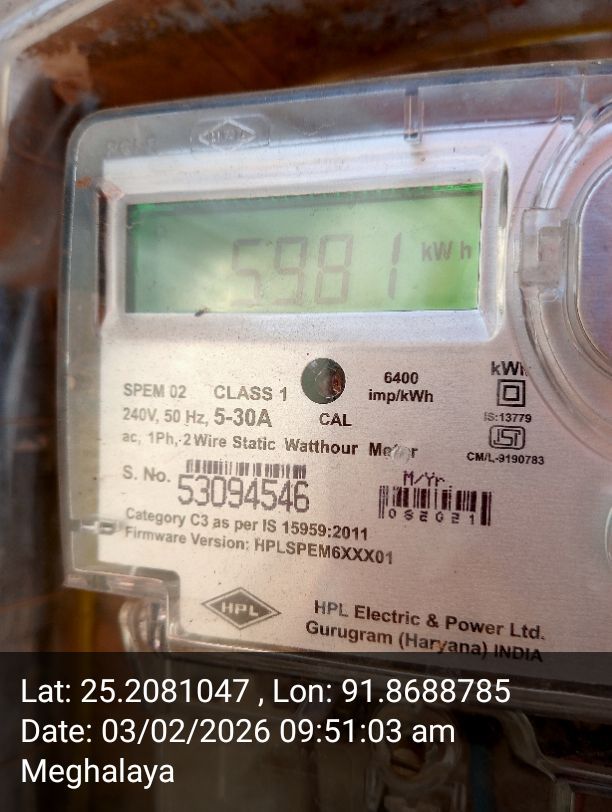 HPL
5981 kWh
6400
imp/kWh
kWh
SPEM 02 CLASS 1
240V, 50 Hz, 5-30A
CAL
IS:13779
ISI
CM/L-9190783
ac, 1Ph, 2 Wire Static Watthour Meter
S. No. 53094546
M/Yr
082021
Category C3 as per IS 15959:2011
Firmware Version: HPLSPEM6XXX01
HPL
HPL Electric & Power Ltd.
Gurugram (Haryana) INDIA
Lat: 25.2081047 , Lon: 91.8688785
Date: 03/02/2026 09:51:03 am
Meghalaya